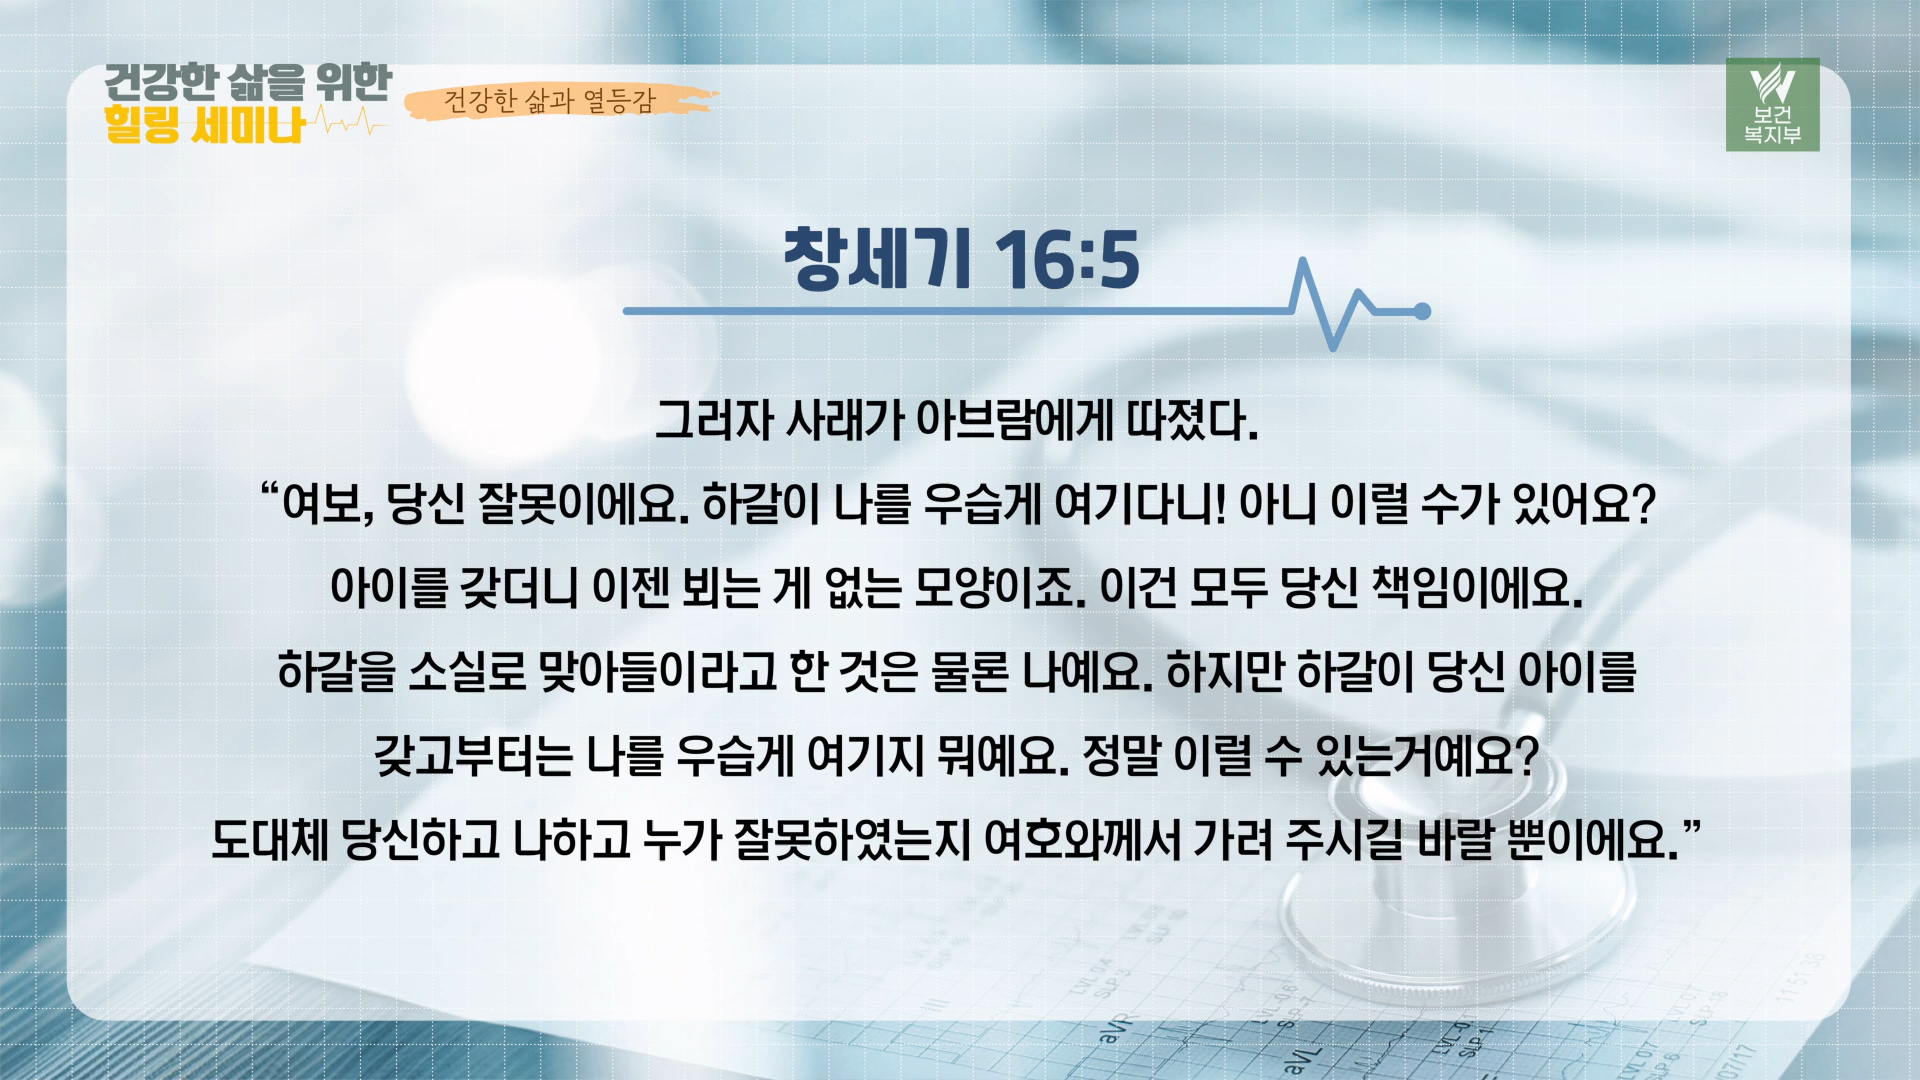 건강한 삶을 위한
힐링 세미나
건강한 삶과 열등감
보건
복지부
창세기 16:5
그러자 사래가 아브람에게 따졌다.
“여보, 당신 잘못이에요. 하갈이 나를 우습게 여기다니! 아니 이럴 수가 있어요?
아이를 갖더니 이젠 뵈는 게 없는 모양이죠. 이건 모두 당신 책임이에요.
하갈을 소실로 맞아들이라고 한 것은 물론 나예요. 하지만 하갈이 당신 아이를
갖고부터는 나를 우습게 여기지 뭐예요. 정말 이럴 수 있는거예요?
도대체 당신하고 나하고 누가 잘못하였는지 여호와께서 가려 주시길 바랄 뿐이에요.”
aVR
aVL
11:51:38